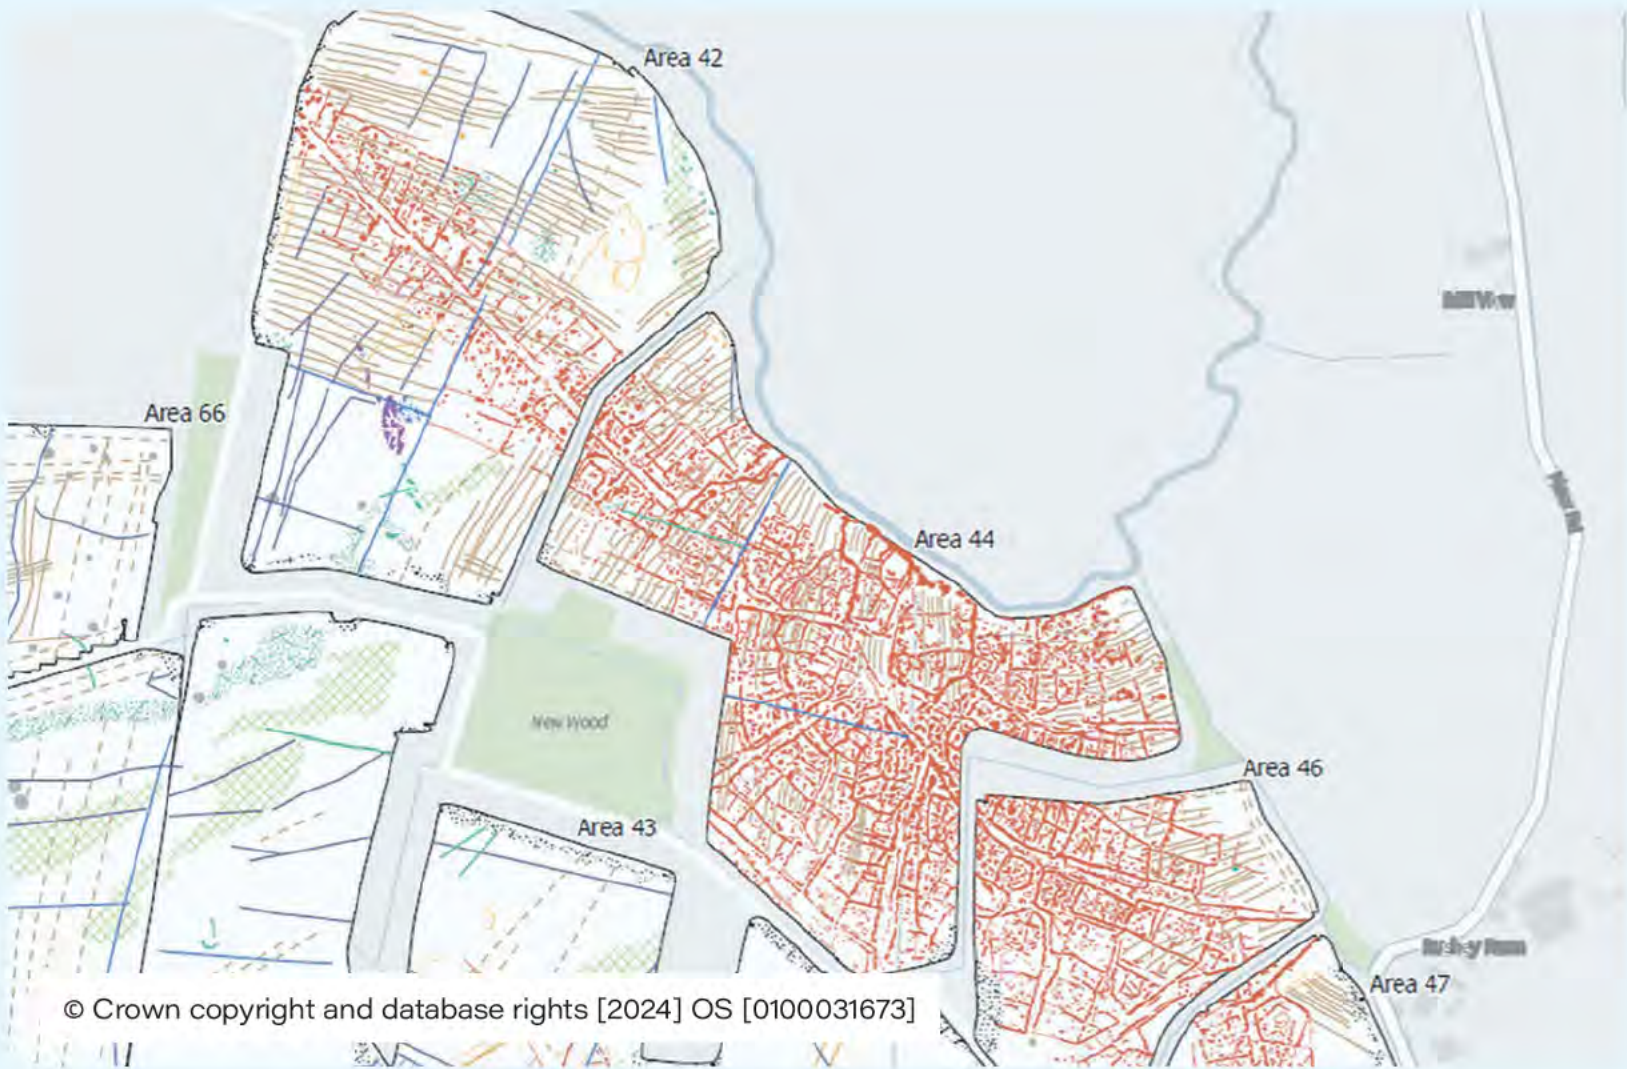 Area 42
Area 66
Area 44
New Wood
Area 46
Area 43
Area 47
© Crown copyright and database rights [2024] OS [0100031673]